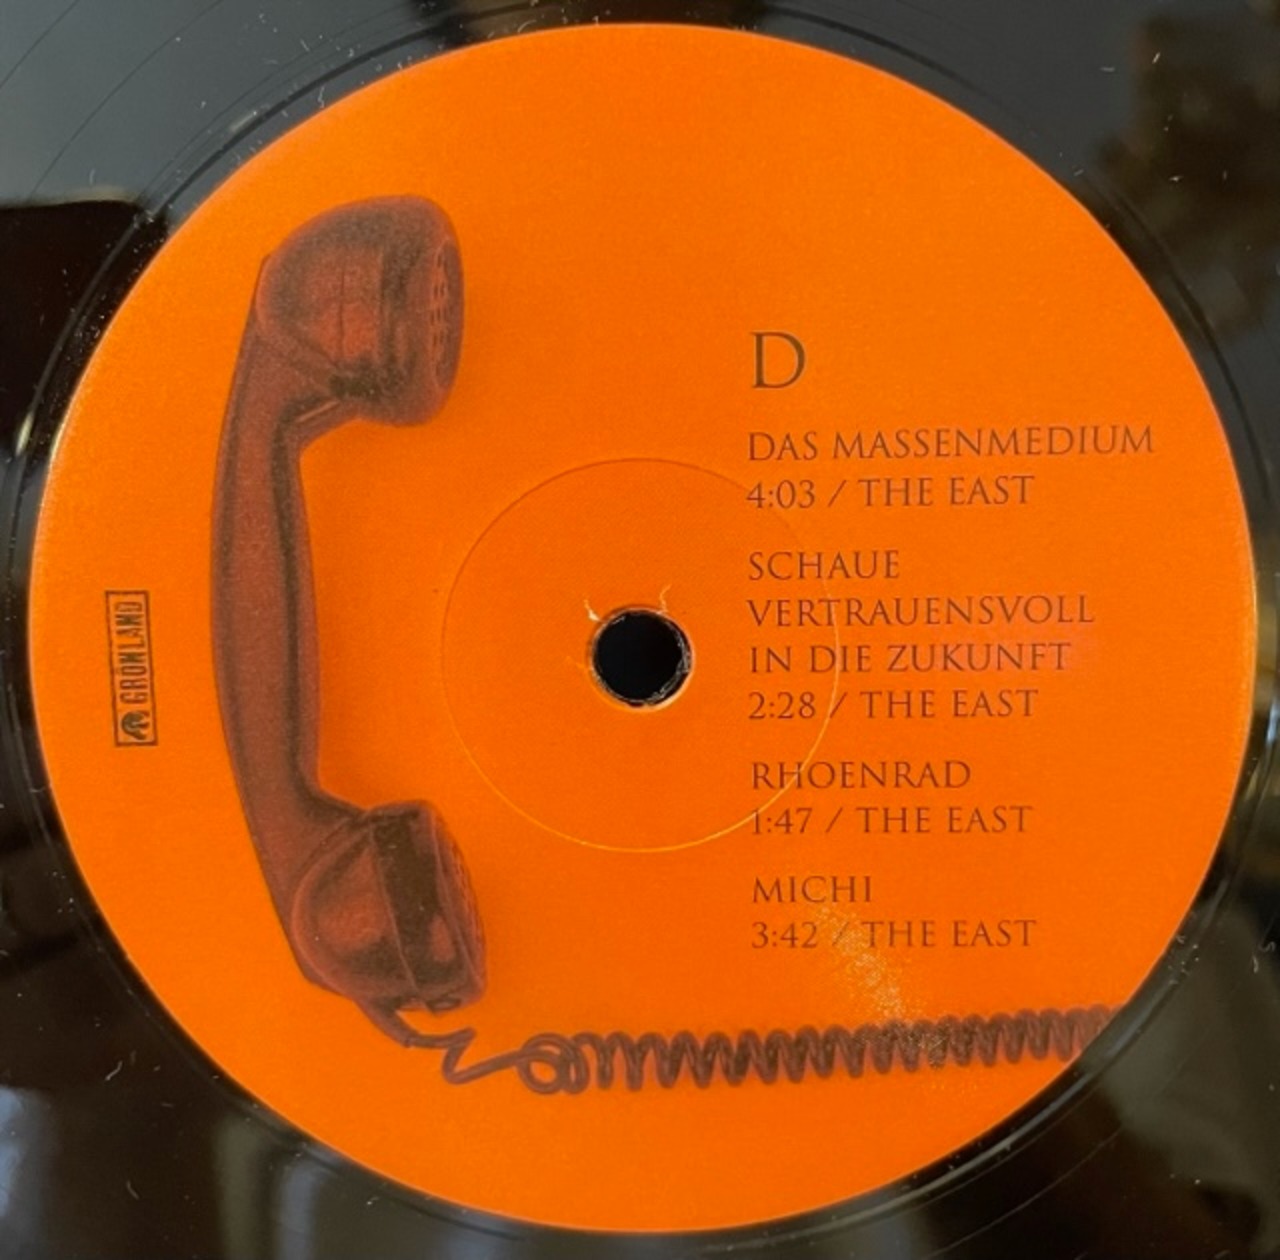 D
DAS MASSENMEDIUM
4:03 / THE EAST
SCHAUE
VERTRAUENSVOLL
IN DIE ZUKUNFT
2:28 / THE EAST
RHOENRAD
1:47 / THE EAST
MICHI
3:42 / THE EAST
GRONLAND